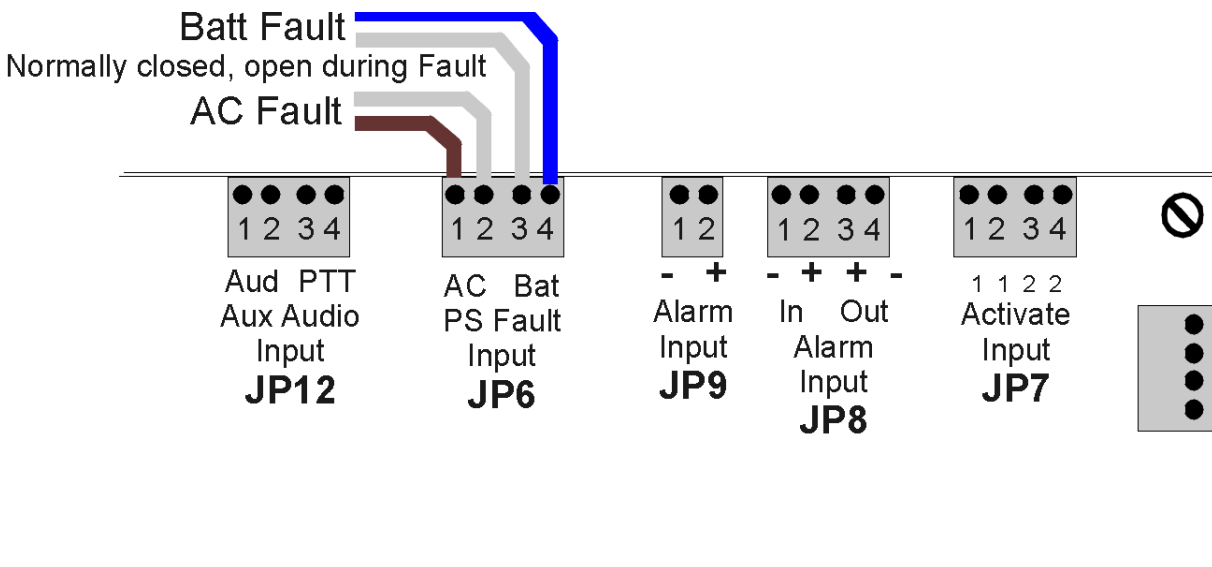 Batt Fault
Normally closed, open during Fault
AC Fault
1 2 3 4
Aud PTT
Aux Audio
Input
JP12
1 2 3 4
AC Bat
PS Fault
Input
JP6
1 2
- +
Alarm
Input
JP9
1 2 3 4
- + + -
In Out
Alarm
Input
JP8
1 2 3 4
1 1 2 2
Activate
Input
JP7